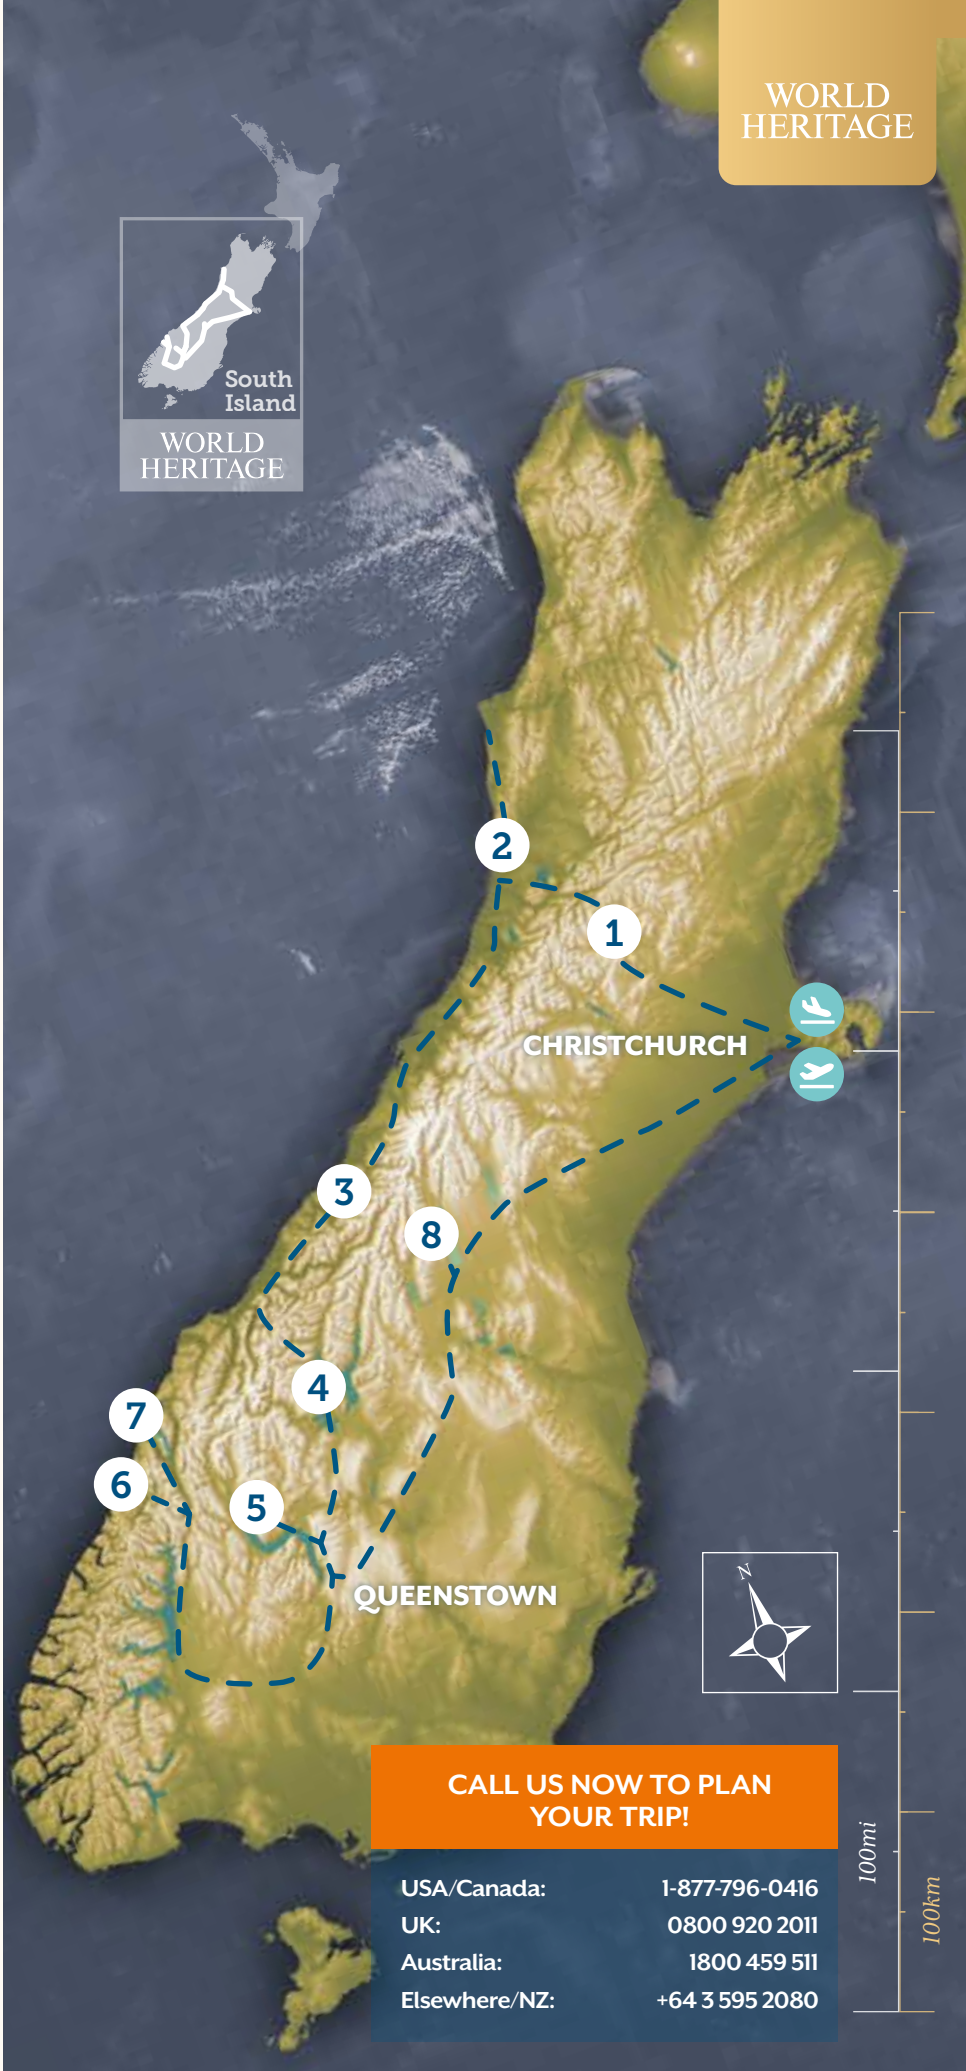 WORLD
HERITAGE
South
Island
WORLD
HERITAGE
2
1
CHRISTCHURCH
3
8
4
7
6
5
QUEENSTOWN
N
CALL US NOW TO PLAN
YOUR TRIP!
USA/Canada: 1-877-796-0416
UK: 0800 920 2011
Australia: 1800 459 511
Elsewhere/NZ: +64 3 595 2080
100mi
100km